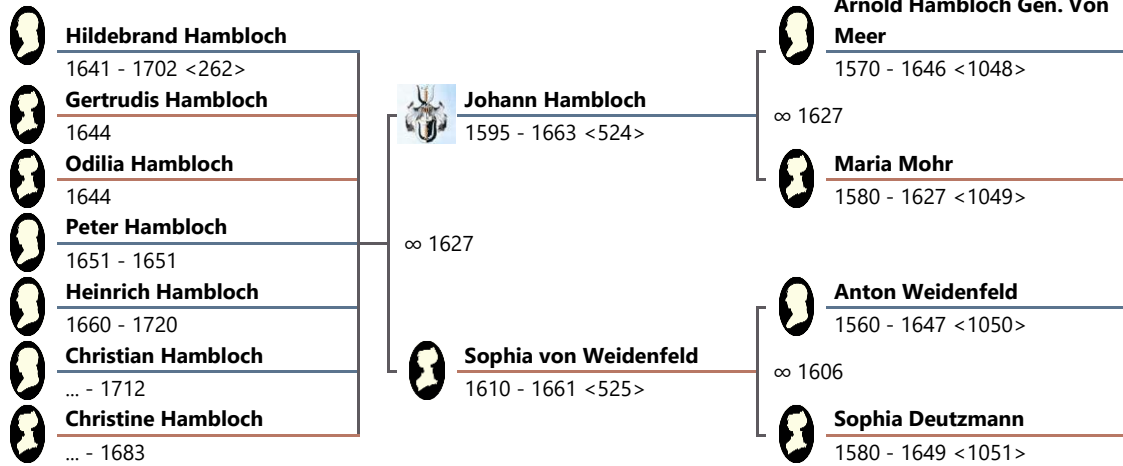 Hildebrand Hambloch
1641 - 1702 <262>
Gertrudis Hambloch
1644
Odilia Hambloch
1644
Peter Hambloch
1651 - 1651
Heinrich Hambloch
1660 - 1720
Christian Hambloch
... - 1712
Christine Hambloch
... - 1683
Johann Hambloch
1595 - 1663 <524>
∞ 1627
Sophia von Weidenfeld
1610 - 1661 <525>
Arnold Hambloch Gen. Von
Meer
1570 - 1646 <1048>
∞ 1627
Maria Mohr
1580 - 1627 <1049>
Anton Weidenfeld
1560 - 1647 <1050>
∞ 1606
Sophia Deutzmann
1580 - 1649 <1051>